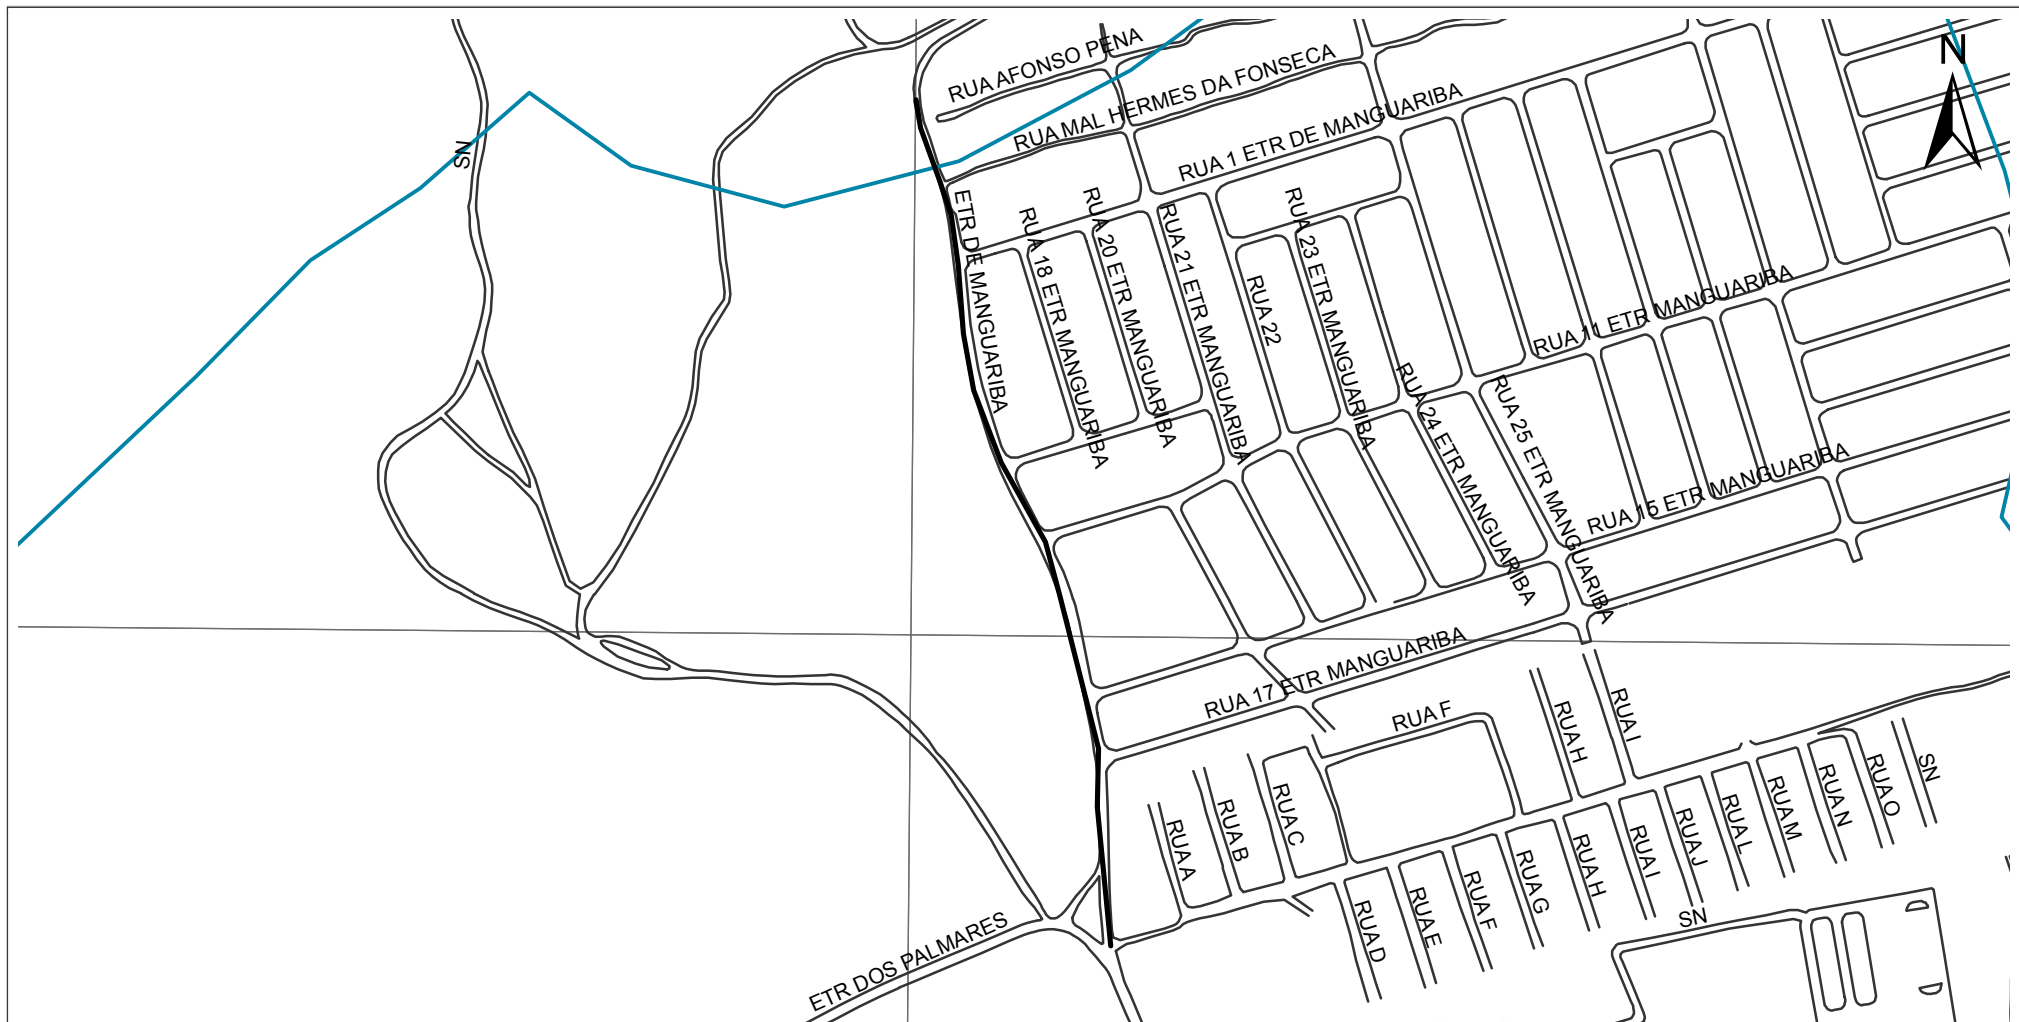 N
RUA AFONSO PENA
RUA MAL HERMES DA FONSECA
RUA 1 ETR DE MANGUARIBA
SN
ETR DE MANGUARIBA
RUA 18 ETR MANGUARIBA
RUA 20 ETR MANGUARIBA
RUA 21 ETR MANGUARIBA
RUA 22
RUA 23 ETR MANGUARIBA
RUA 24 ETR MANGUARIBA
RUA 25 ETR MANGUARIBA
RUA 11 ETR MANGUARIBA
RUA 15 ETR MANGUARIBA
RUA 17 ETR MANGUARIBA
RUA F
RUA H
RUA I
RUA A
RUA B
RUA C
RUA D
RUA E
RUA F
RUA G
RUA H
RUA I
RUA J
RUA L
RUA M
RUA N
RUA O
SN
SN
ETR DOS PALMARES